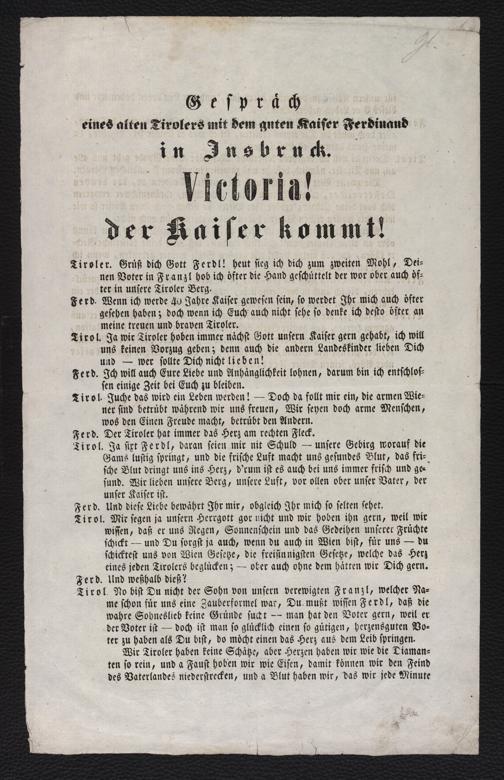 Gespräch
eines alten Tirolers mit dem guten Kaiser Ferdinand
in Insbruck.
Victoria!
der Kaiser kommt!
Tiroler. Grüß dich Gott Ferdl! heut sieg ich dich zum zweiten Mohl, Dei-
nen Voter in Franzl hob ich öfter die Hand geschüttelt der wor ober auch öf-
ter in unsere Tiroler Berg.
Ferd. Wenn ich werde 40 Jahre Kaiser gewesen sein, so werdet Ihr mich auch öfter
gesehen haben; doch wenn ich Euch auch nicht sehe so denke ich desto öfter an
meine treuen und braven Tiroler.
Tirol. Ja wir Tiroler hoben immer nächst Gott unsern Kaiser gern gehabt, ich will
uns keinen Vorzug geben; denn auch die andern Landeskinder lieben Dich
und — wer sollte Dich nicht lieben!
Ferd. Ich will auch Eure Liebe und Anhänglichkeit lohnen, darum bin ich entschlos-
sen einige Zeit bei Euch zu bleiben.
Tirol. Juche das wird ein Leben werden! — Doch da follt mir ein, die armen Wie-
ner sind betrübt während wir uns freuen, Wir seyen doch arme Menschen,
wos den Einen Freude macht, betrübt den Andern.
Ferd. Der Tiroler hat immer das Herz am rechten Fleck.
Tirol. Ja sixt Ferdl, daran seien mir nit Schuld — unsere Gebirg worauf die
Gams lustig springt, und die frische Luft macht uns gesundes Blut, das fri-
sche Blut dringt uns ins Herz, d'rum ist es auch bei uns immer frisch und ge-
sund. Wir lieben unsere Berg, unsere Luft, vor ollen ober unser Vater, der
unser Kaiser ist.
Ferd. Und diese Liebe bewährt Ihr mir, obgleich Ihr mich so selten sehet.
Tirol. Mir segen ja unsern Herrgott gor nicht und wir hoben ihn gern, weil wir
wissen, daß er uns Regen, Sonnenschein und das Gedeihen unserer Früchte
schickt — und Du sorgst ja auch, wenn du auch in Wien bist, für uns — du
schicktest uns von Wien Gesetze, die freisinnigsten Gesetze, welche das Herz
eines jeden Tirolers beglücken; — ober auch ohne dem hätten wir Dich gern.
Ferd. Und weßhalb dieß?
Tirol No bist Du nicht der Sohn von unsern verewigten Franzl, welcher Na-
me schon für uns eine Zauberformel war, Du mußt wissen Ferdl, daß die
wahre Sohneslieb keine Gründe sucht — man hat den Voter gern, weil er
der Voter ist — doch ist man so glücklich einen so gütigen, herzensguten Vo-
ter zu haben als Du bist, do möcht einen das Herz aus dem Leib springen.
Wir Tiroler haben keine Schätze, aber Herzen haben wir wie die Diaman-
ten so rein, und a Faust hoben wir wie Eisen, damit können wir den Feind
des Vaterlandes niederstrecken, und a Blut haben wir, das wir jede Minute